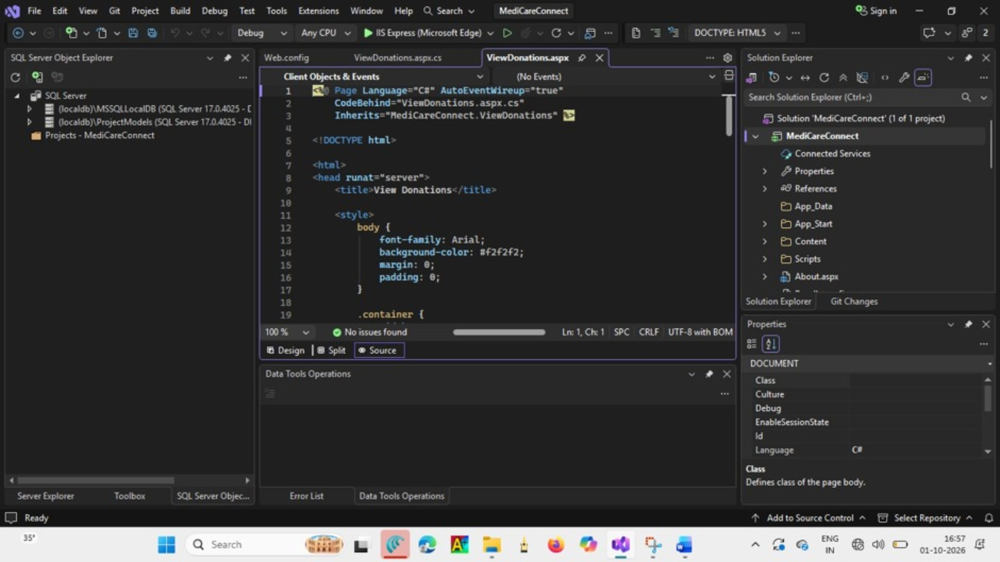 File Edit View Git Project Build Debug Test Tools Extensions Window Help Search MediCareConnect Sign in
Debug Any CPU IIS Express (Microsoft Edge) DOCTYPE: HTML5 2
SQL Server Object Explorer
SQL Server
(localdb)\MSSQLLocalDB (SQL Server 17.0.4025 - D
(localdb)\ProjectModels (SQL Server 17.0.4025 - DI
Projects - MediCareConnect
Server Explorer Toolbox SQL Server Objec...
Web.config ViewDonations.aspx.cs ViewDonations.aspx
Client Objects & Events (No Events)
1 <%@ Page Language="C#" AutoEventWireup="true"
2 CodeBehind="ViewDonations.aspx.cs"
3 Inherits="MediCareConnect.ViewDonations" %>
4
5 <!DOCTYPE html>
6
7 <html>
8 <head runat="server">
9 <title>View Donations</title>
10
11 <style>
12 body {
13 font-family: Arial;
14 background-color: #f2f2f2;
15 margin: 0;
16 padding: 0;
17 }
18
19 .container {
100 % No issues found Ln: 1, Ch: 1 SPC CRLF UTF-8 with BOM
Design Split Source
Data Tools Operations
Error List Data Tools Operations
Solution Explorer
Search Solution Explorer (Ctrl+;)
Solution 'MediCareConnect' (1 of 1 project)
MediCareConnect
Connected Services
Properties
References
App_Data
App_Start
Content
Scripts
About.aspx
Solution Explorer Git Changes
Properties
DOCUMENT
Class
Culture
Debug
EnableSessionState
Id
Language C#
Class
Defines class of the page body.
Ready Add to Source Control Select Repository
35°
Search
ENG
IN
16:57
01-10-2026